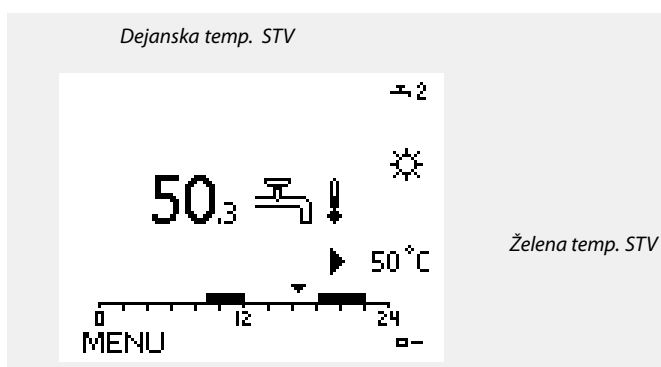 Dejanska temp. STV
2
50.3
Želena temp. STV
50°C
0 12 24
MENU